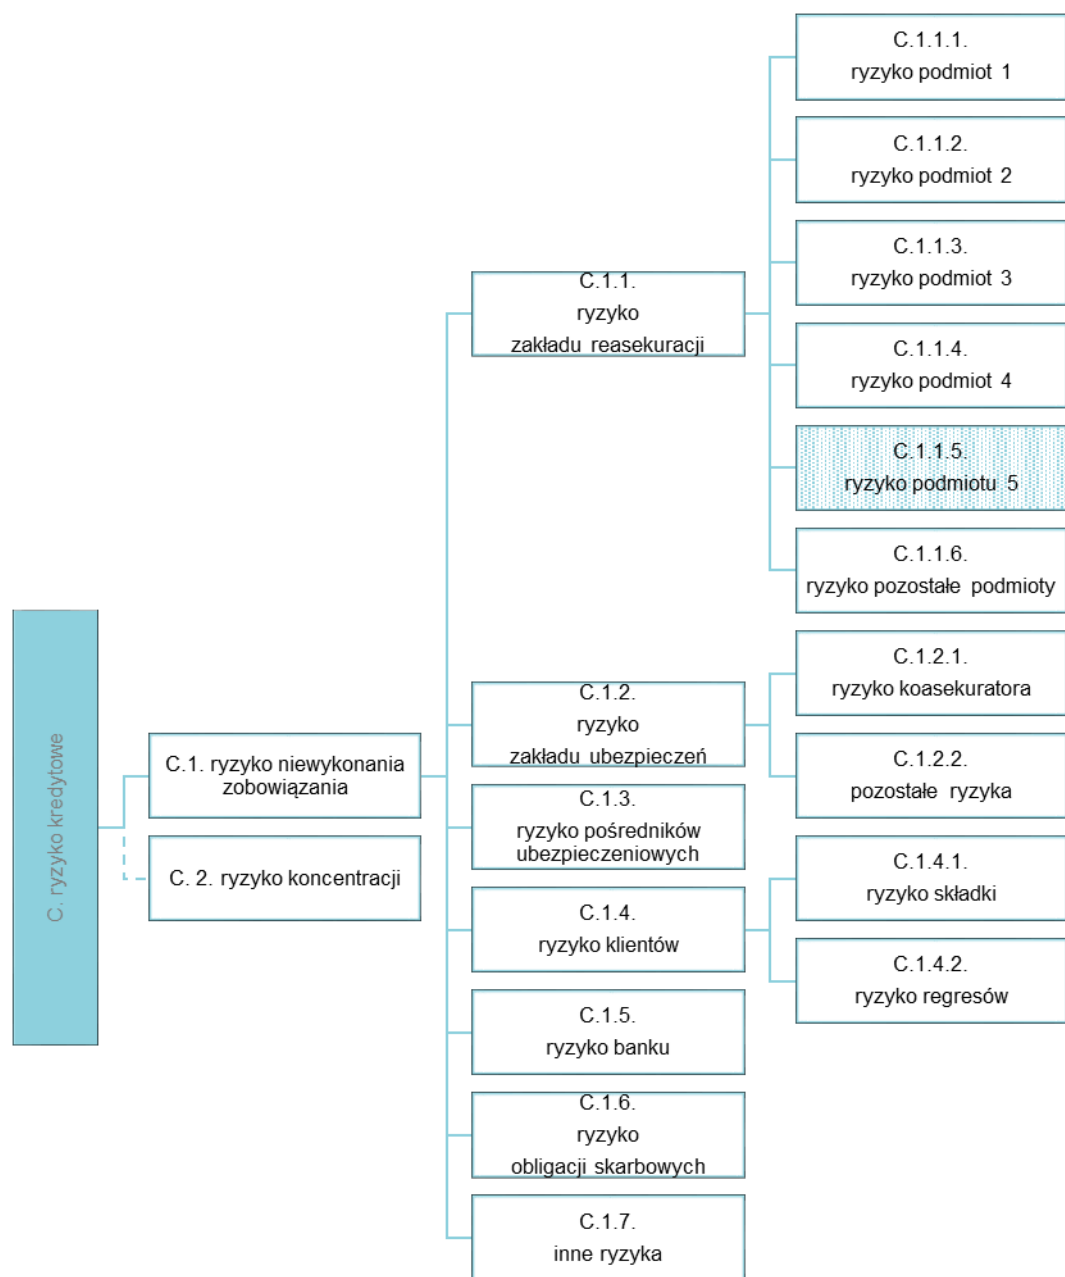 C. ryzyko kredytowe
C.1. ryzyko niewykonania
zobowiązania
C. 2. ryzyko koncentracji
C.1.1.
ryzyko
zakładu reasekuracji
C.1.1.1.
ryzyko podmiot 1
C.1.1.2.
ryzyko podmiot 2
C.1.1.3.
ryzyko podmiot 3
C.1.1.4.
ryzyko podmiot 4
C.1.1.5.
ryzyko podmiotu 5
C.1.1.6.
ryzyko pozostałe podmioty
C.1.2.
ryzyko
zakładu ubezpieczeń
C.1.2.1.
ryzyko koasekuratora
C.1.2.2.
pozostałe ryzyka
C.1.3.
ryzyko pośredników
ubezpieczeniowych
C.1.4.
ryzyko klientów
C.1.4.1.
ryzyko składki
C.1.4.2.
ryzyko regresów
C.1.5.
ryzyko banku
C.1.6.
ryzyko
obligacji skarbowych
C.1.7.
inne ryzyka